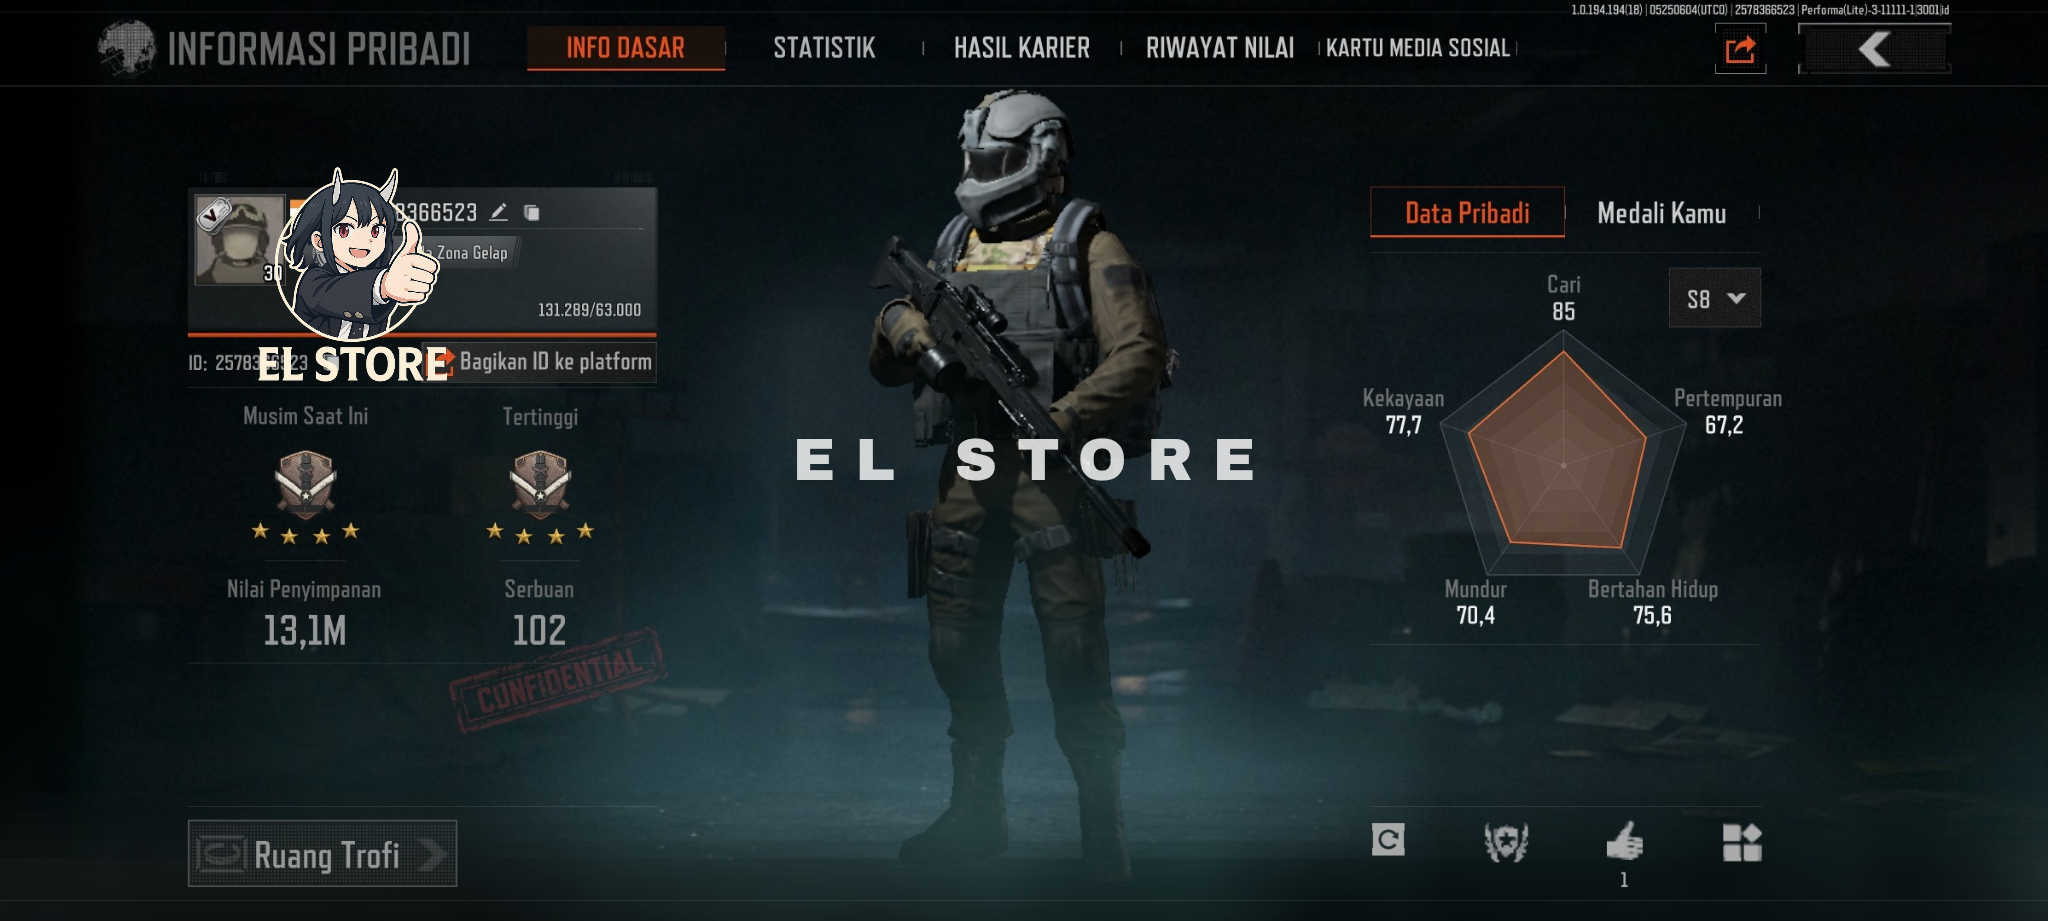 1.0.194.194(18) | 05250604(UTC0) | 2578366523 | Performa(Lite)-3-11111-1|3001|id
INFORMASI PRIBADI
INFO DASAR
STATISTIK
HASIL KARIER
RIWAYAT NILAI
KARTU MEDIA SOSIAL
8366523
Zona Gelap
30
131.289/63.000
ID: 2578366523
Bagikan ID ke platform
EL STORE
Musim Saat Ini
Tertinggi
Nilai Penyimpanan
13,1M
Serbuan
102
CONFIDENTIAL
Ruang Trofi
EL STORE
Data Pribadi
Medali Kamu
S8
Cari
85
Kekayaan
77,7
Pertempuran
67,2
Mundur
70,4
Bertahan Hidup
75,6
1